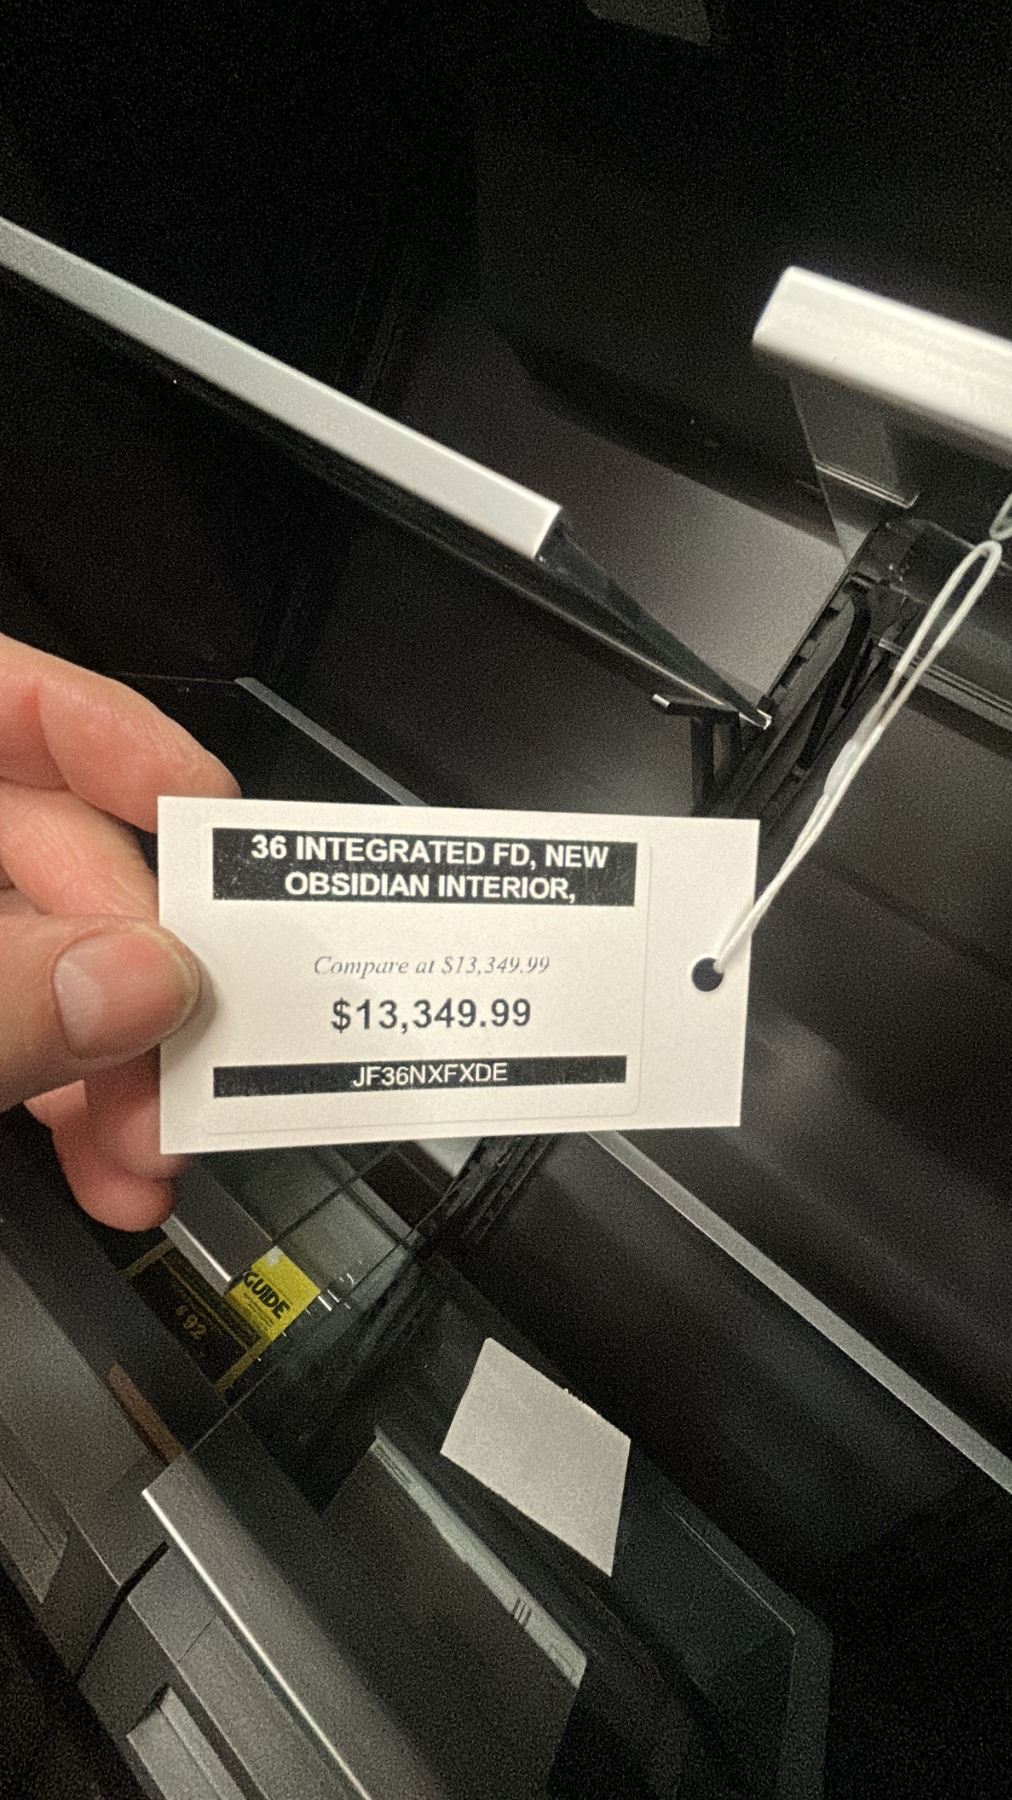 36 INTEGRATED FD, NEW
OBSIDIAN INTERIOR,
Compare at $13,349.99
$13,349.99
JF36NXFXDE
GUIDE